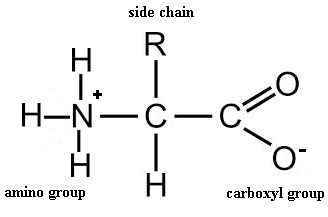 side chain
R
H
+
H N C C O
O
-
H
H
amino group carboxyl group